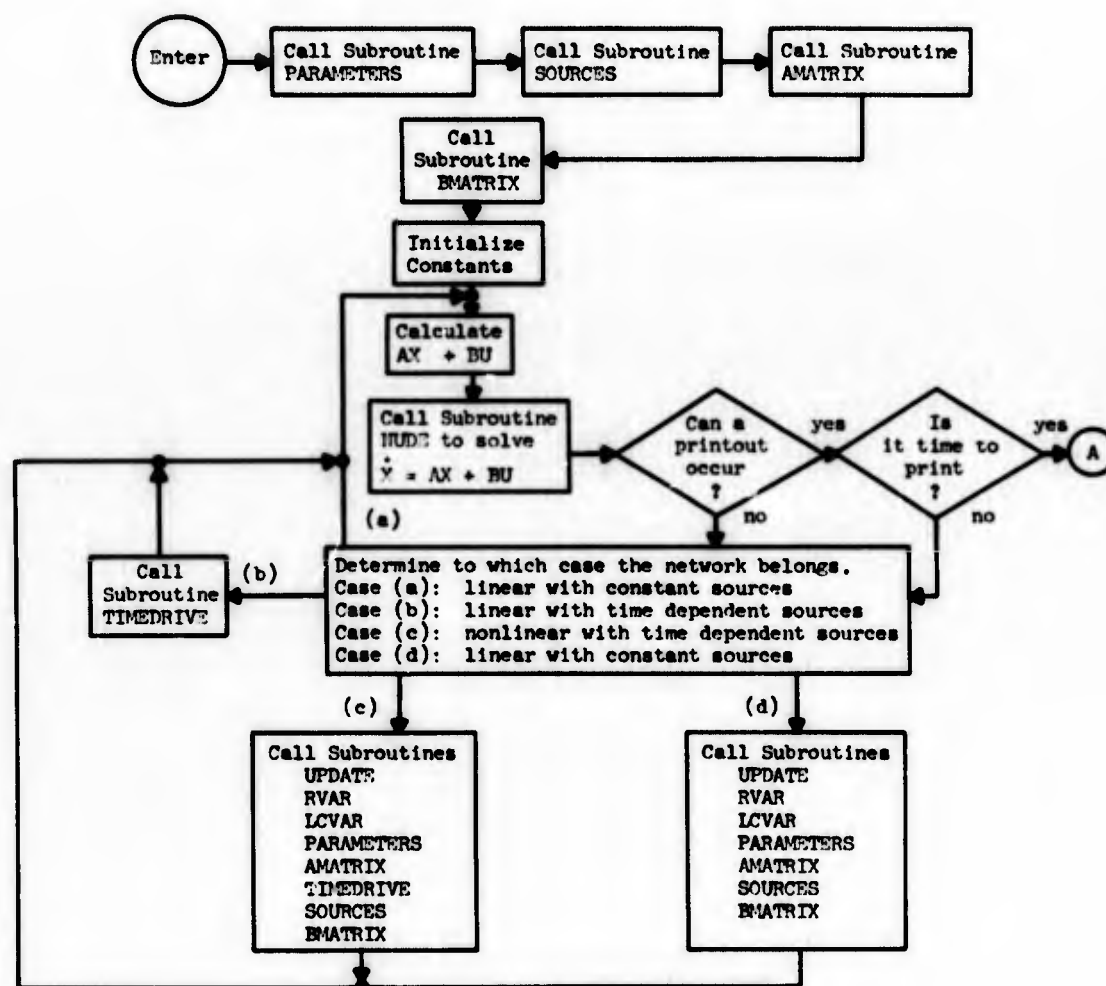 Enter
Call Subroutine
PARAMETERS
Call Subroutine
SOURCES
Call Subroutine
AMATRIX
Call
Subroutine
BMATRIX
Initialize
Constants
Calculate
AX + BU
Call Subroutine
NUDE to solve
Ẋ = AX + BU
Can a
printout
occur
?
yes
no
Is
it time to
print
?
yes
no
A
(a)
Determine to which case the network belongs.
Case (a): linear with constant sources
Case (b): linear with time dependent sources
Case (c): nonlinear with time dependent sources
Case (d): linear with constant sources
(b)
Call
Subroutine
TIMEDRIVE
(c)
Call Subroutines
UPDATE
RVAR
LCVAR
PARAMETERS
AMATRIX
TIMEDRIVE
SOURCES
BMATRIX
(d)
Call Subroutines
UPDATE
RVAR
LCVAR
PARAMETERS
AMATRIX
SOURCES
BMATRIX